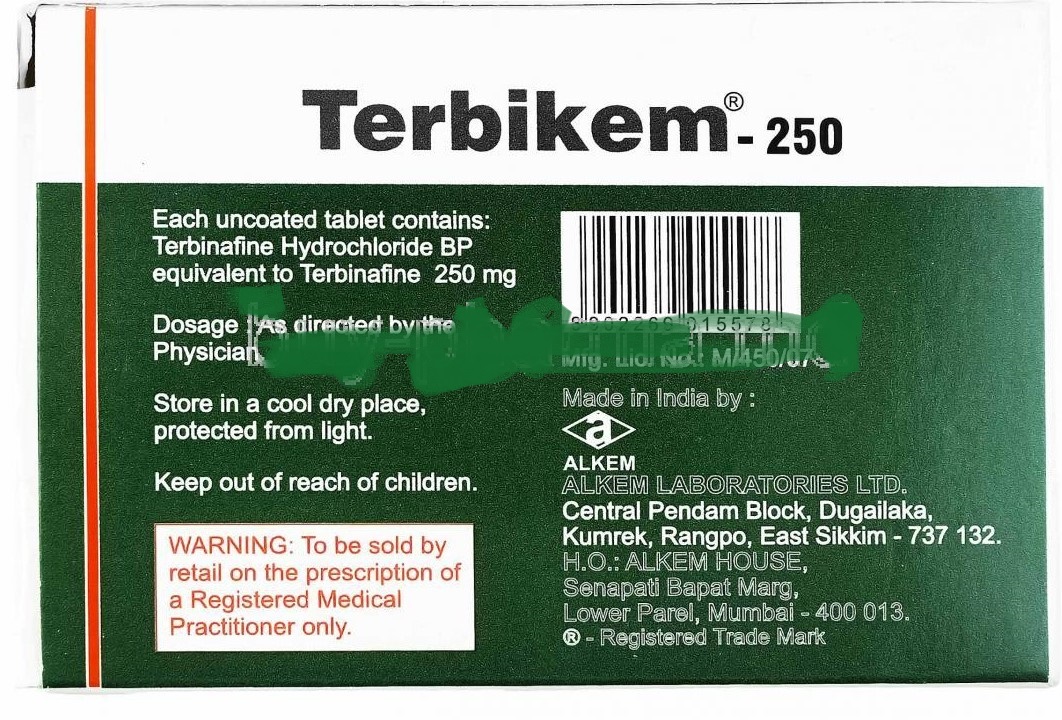 Terbikem®- 250
Each uncoated tablet contains:
Terbinafine Hydrochloride BP
equivalent to Terbinafine 250 mg
Dosage : As directed by the
Physician
Store in a cool dry place,
protected from light.
Keep out of reach of children.
WARNING: To be sold by
retail on the prescription of
a Registered Medical
Practitioner only.
015578
Mfg. Lic. No.: M/450/07
Made in India by :
a
ALKEM
ALKEM LABORATORIES LTD.
Central Pendam Block, Dugailaka,
Kumrek, Rangpo, East Sikkim - 737 132.
H.O.: ALKEM HOUSE,
Senapati Bapat Marg,
Lower Parel, Mumbai - 400 013.
® - Registered Trade Mark